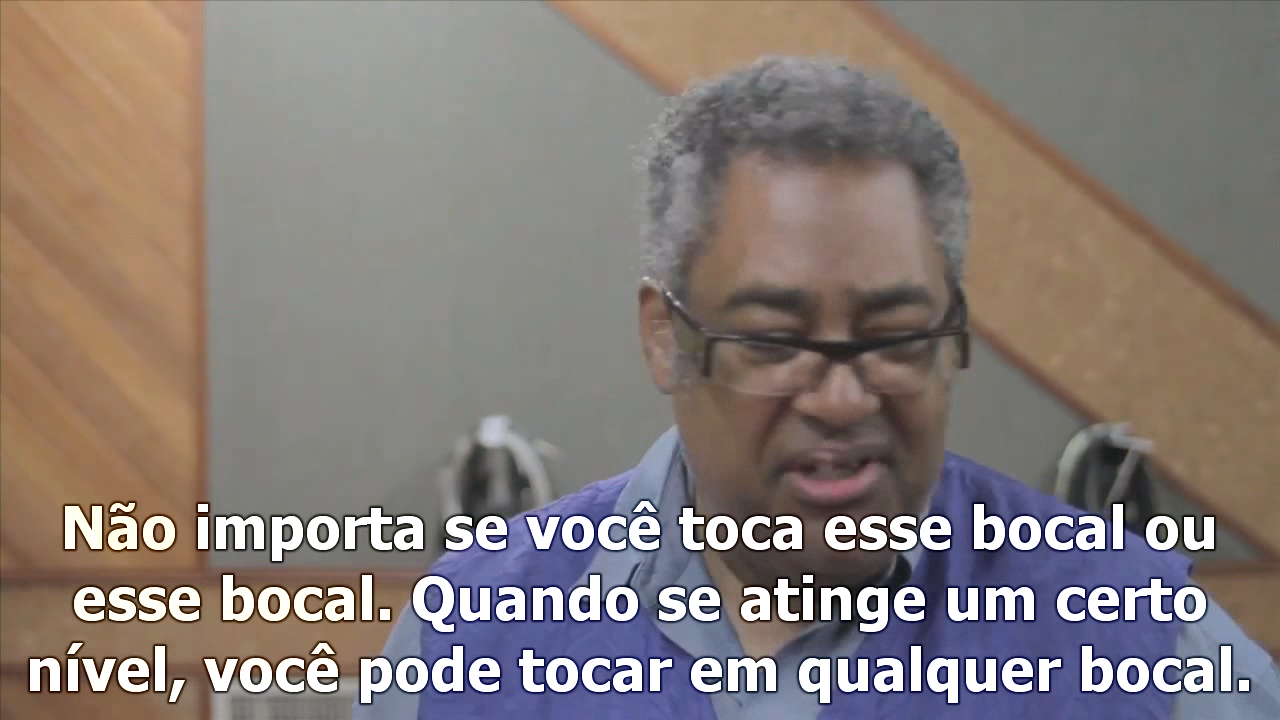 Não importa se você toca esse bocal ou
esse bocal. Quando se atinge um certo
nível, você pode tocar em qualquer bocal.